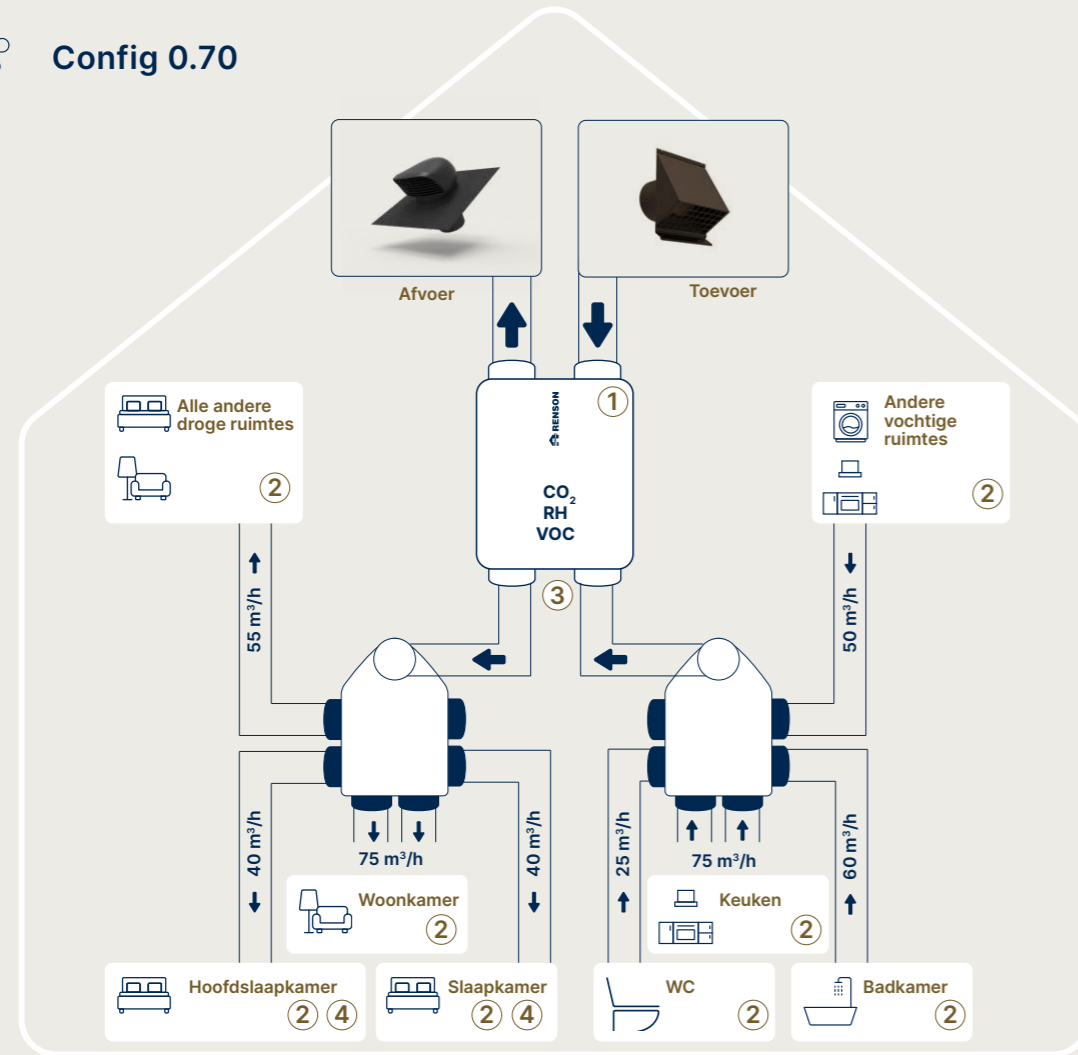 Config 0.70
Afvoer
Toevoer
RENSON
1
CO2
RH
VOC
3
Alle andere
droge ruimtes
2
Andere
vochtige
ruimtes
2
55 m³/h
50 m³/h
40 m³/h
75 m³/h
40 m³/h
25 m³/h
75 m³/h
60 m³/h
Woonkamer
2
Keuken
2
Hoofdslaapkamer
2 4
Slaapkamer
2 4
WC
2
Badkamer
2